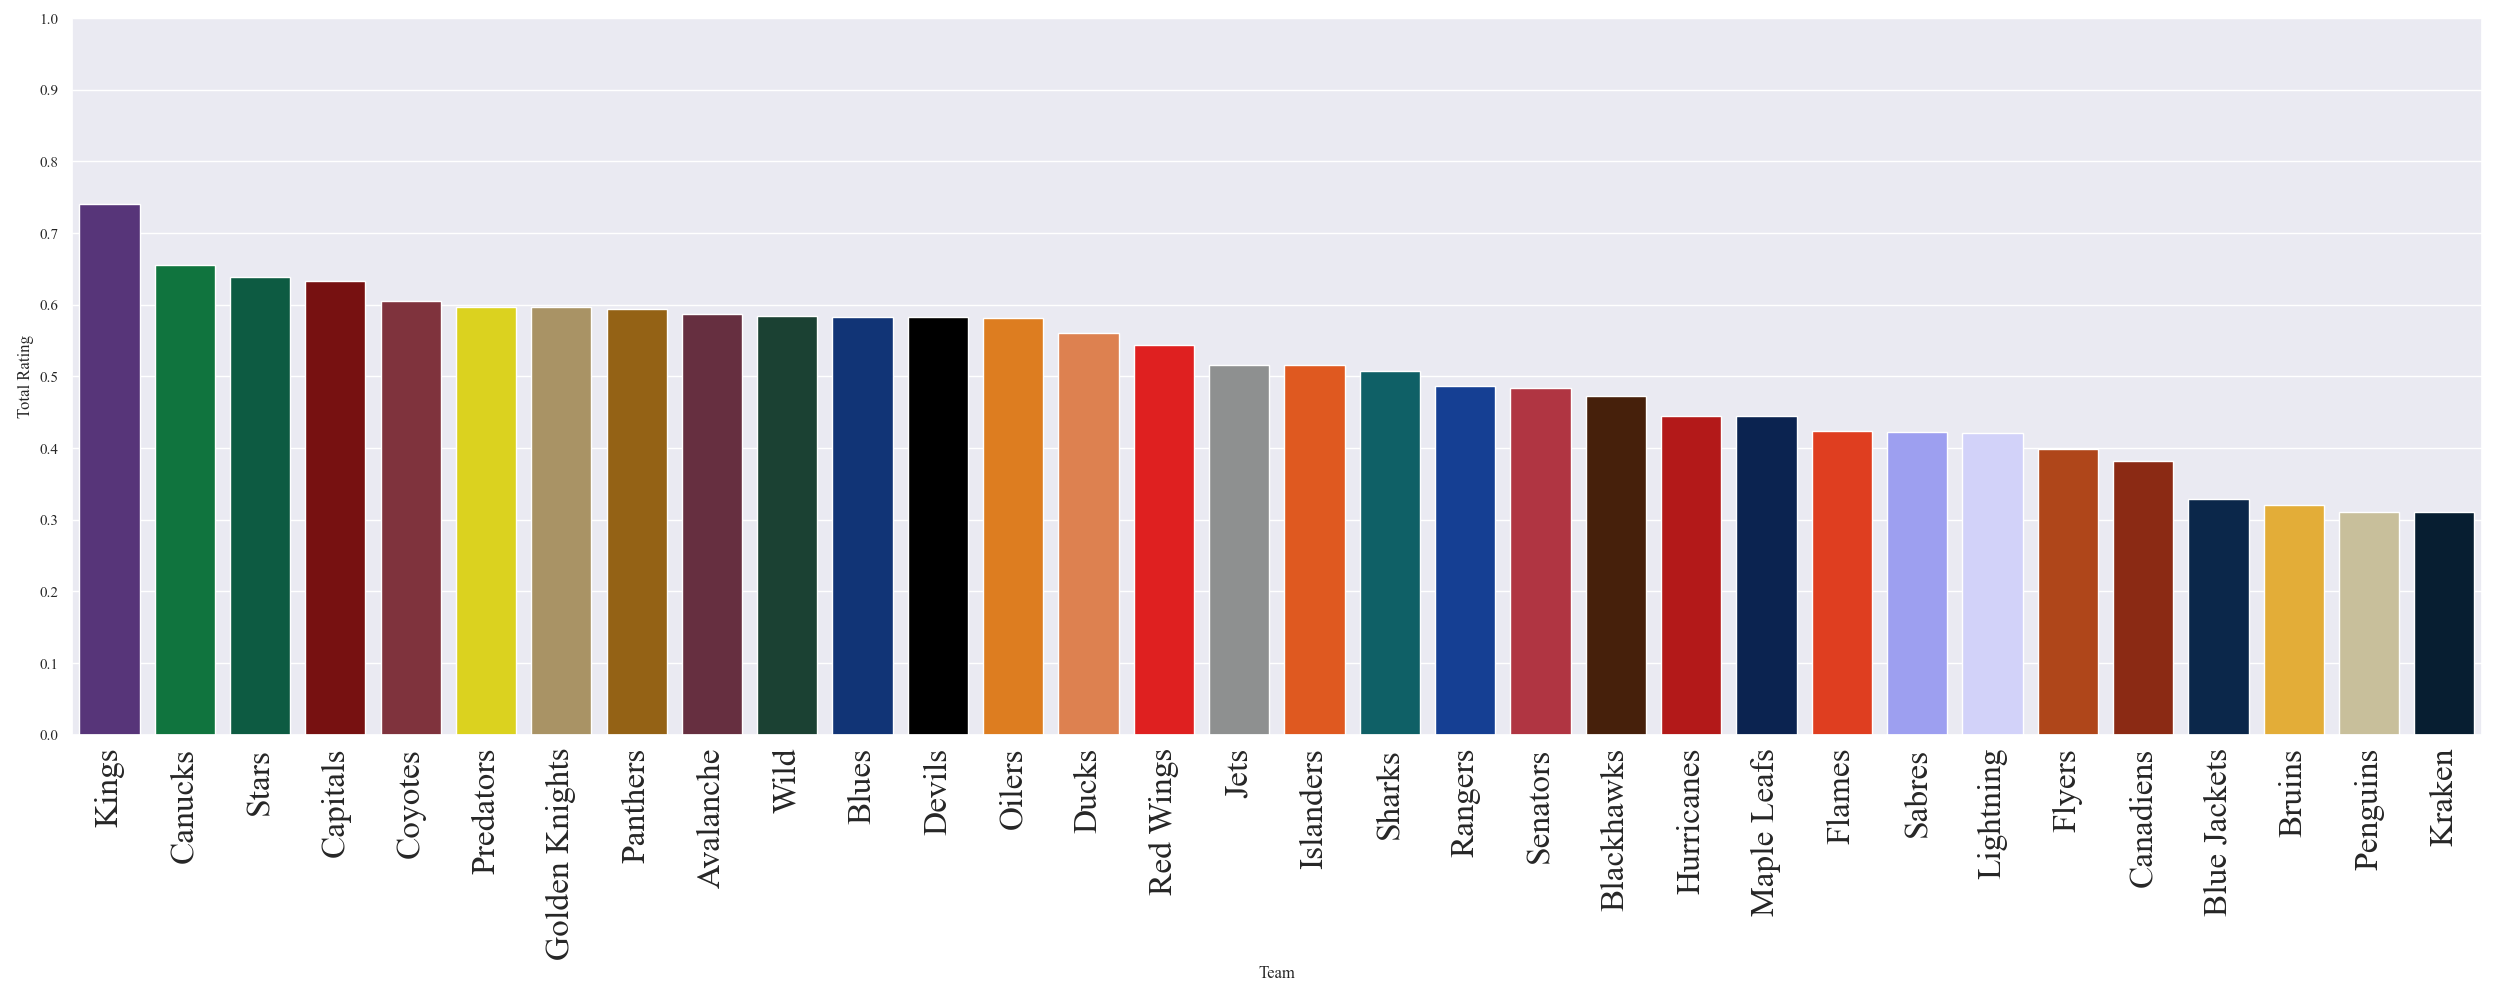 1.0
0.9
0.8
0.7
0.6
0.5
0.4
0.3
0.2
0.1
0.0
Total Rating
Kings
Canucks
Stars
Capitals
Coyotes
Predators
Golden Knights
Panthers
Avalanche
Wild
Blues
Devils
Oilers
Ducks
Red Wings
Jets
Islanders
Sharks
Rangers
Senators
Blackhawks
Hurricanes
Maple Leafs
Flames
Sabres
Lightning
Flyers
Canadiens
Blue Jackets
Bruins
Penguins
Kraken
Team